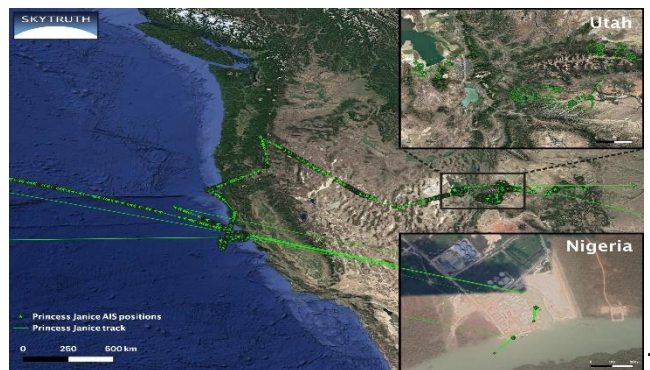 SKYTRUTH
Utah
Nigeria
Princess Janice AIS positions
Princess Janice track
0 250 500 km